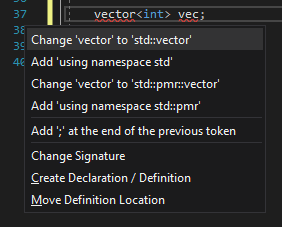 36
37 vector<int> vec;
38 Change 'vector' to 'std::vector'
39 Add 'using namespace std'
40 Change 'vector' to 'std::pmr::vector'
Add 'using namespace std::pmr'
Add ';' at the end of the previous token
Change Signature
Create Declaration / Definition
Move Definition Location